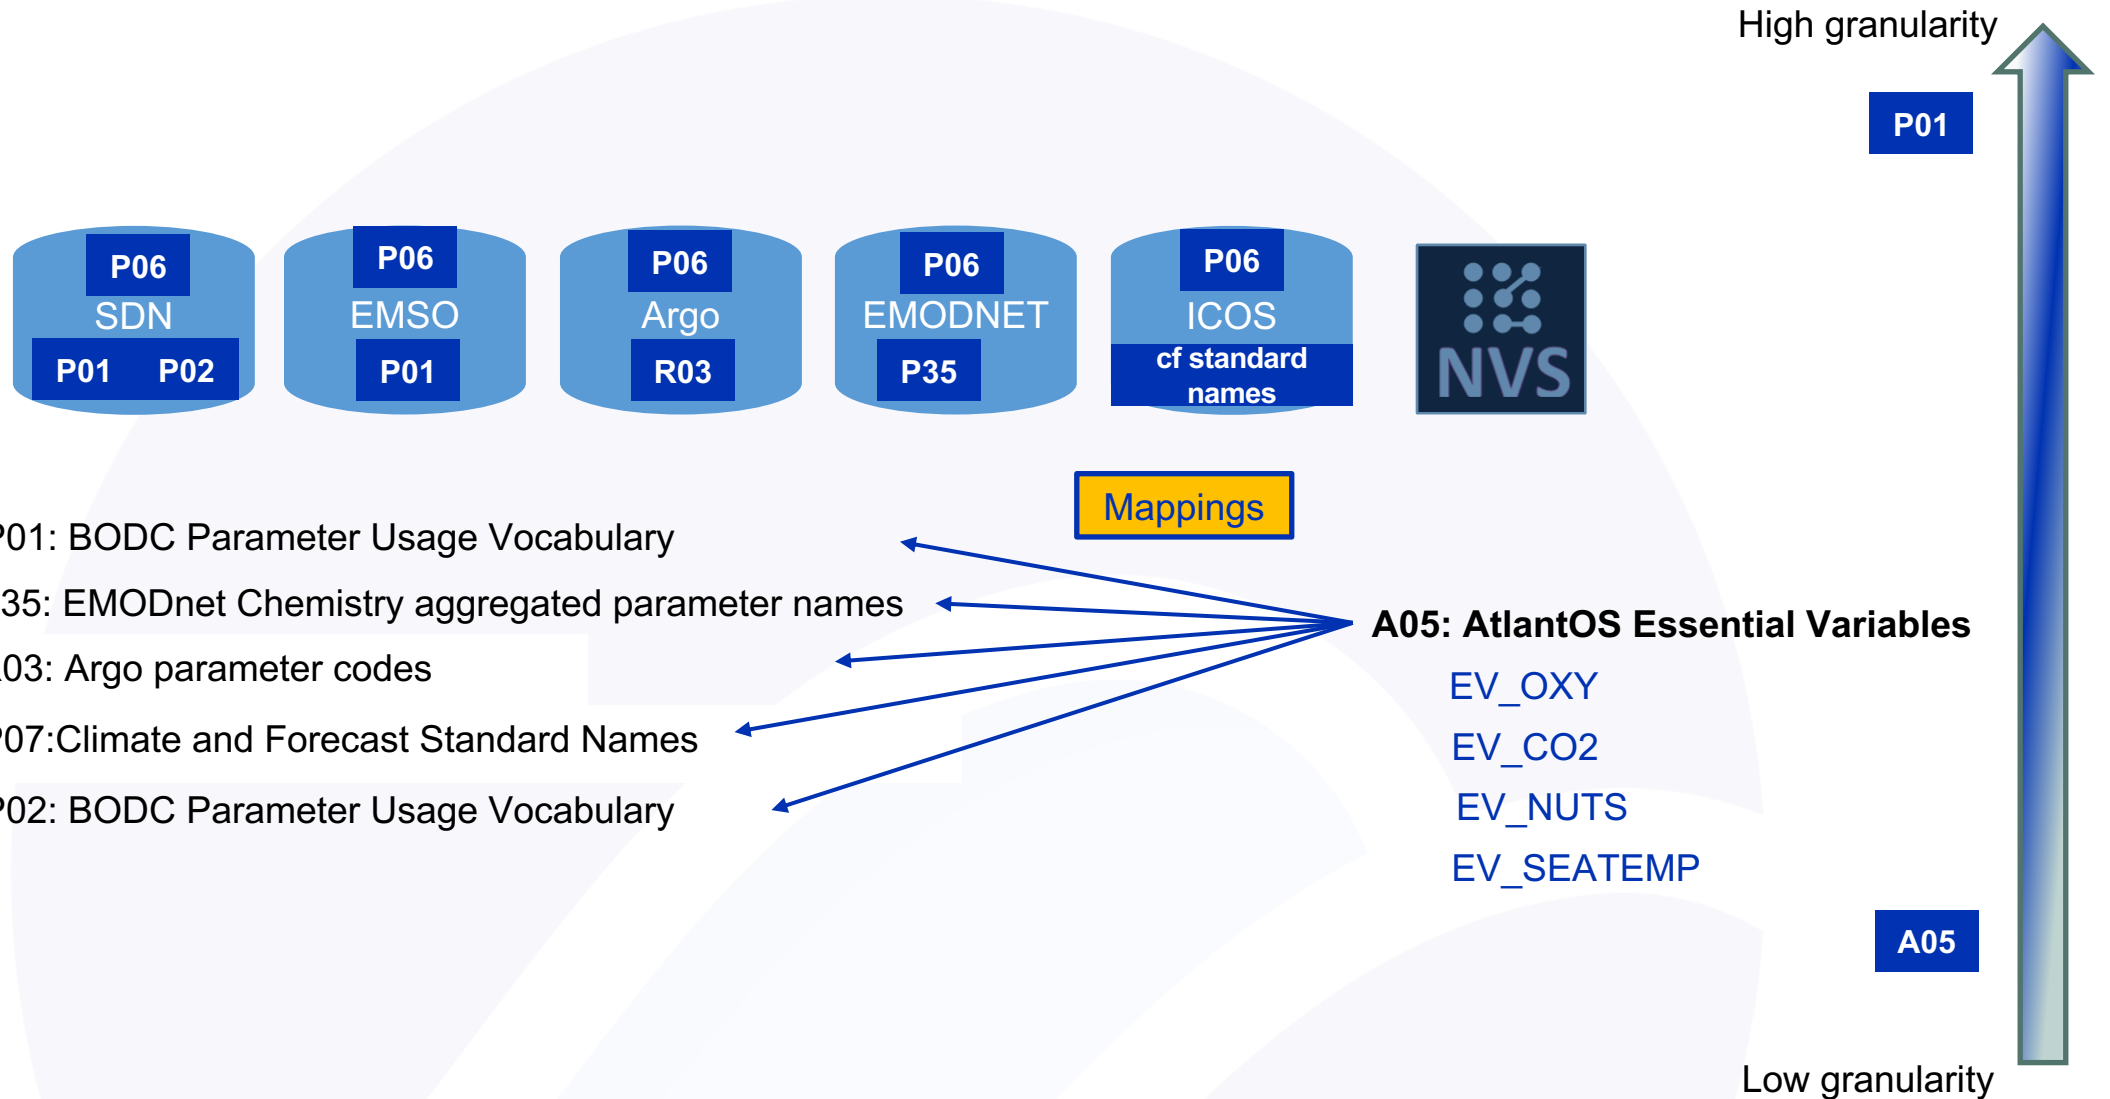 High granularity
P01
P06
SDN
P01 P02
P06
EMSO
P01
P06
Argo
R03
P06
EMODNET
P35
P06
ICOS
cf standard
names
NVS
Mappings
P01: BODC Parameter Usage Vocabulary
35: EMODnet Chemistry aggregated parameter names
03: Argo parameter codes
P07:Climate and Forecast Standard Names
P02: BODC Parameter Usage Vocabulary
A05: AtlantOS Essential Variables
EV_OXY
EV_CO2
EV_NUTS
EV_SEATEMP
A05
Low granularity